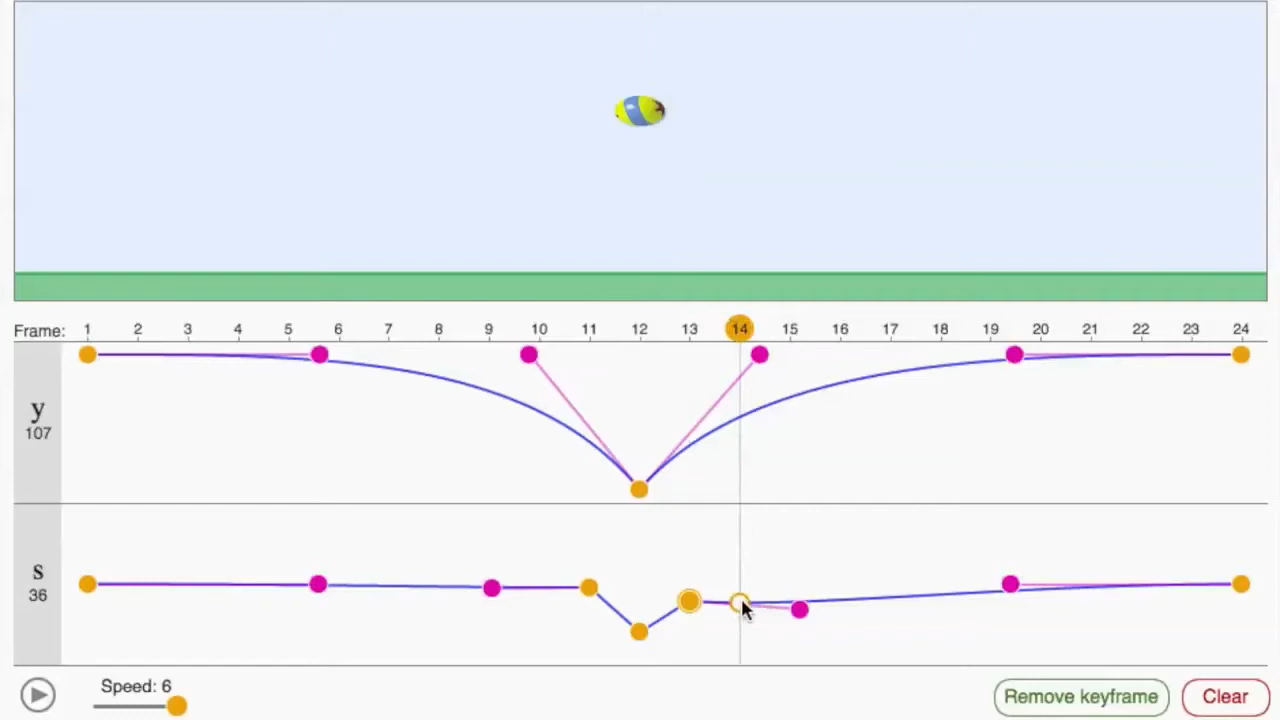 Frame: 1 2 3 4 5 6 7 8 9 10 11 12 13 14 15 16 17 18 19 20 21 22 23 24
y
107
s
36
Speed: 6
Remove keyframe
Clear